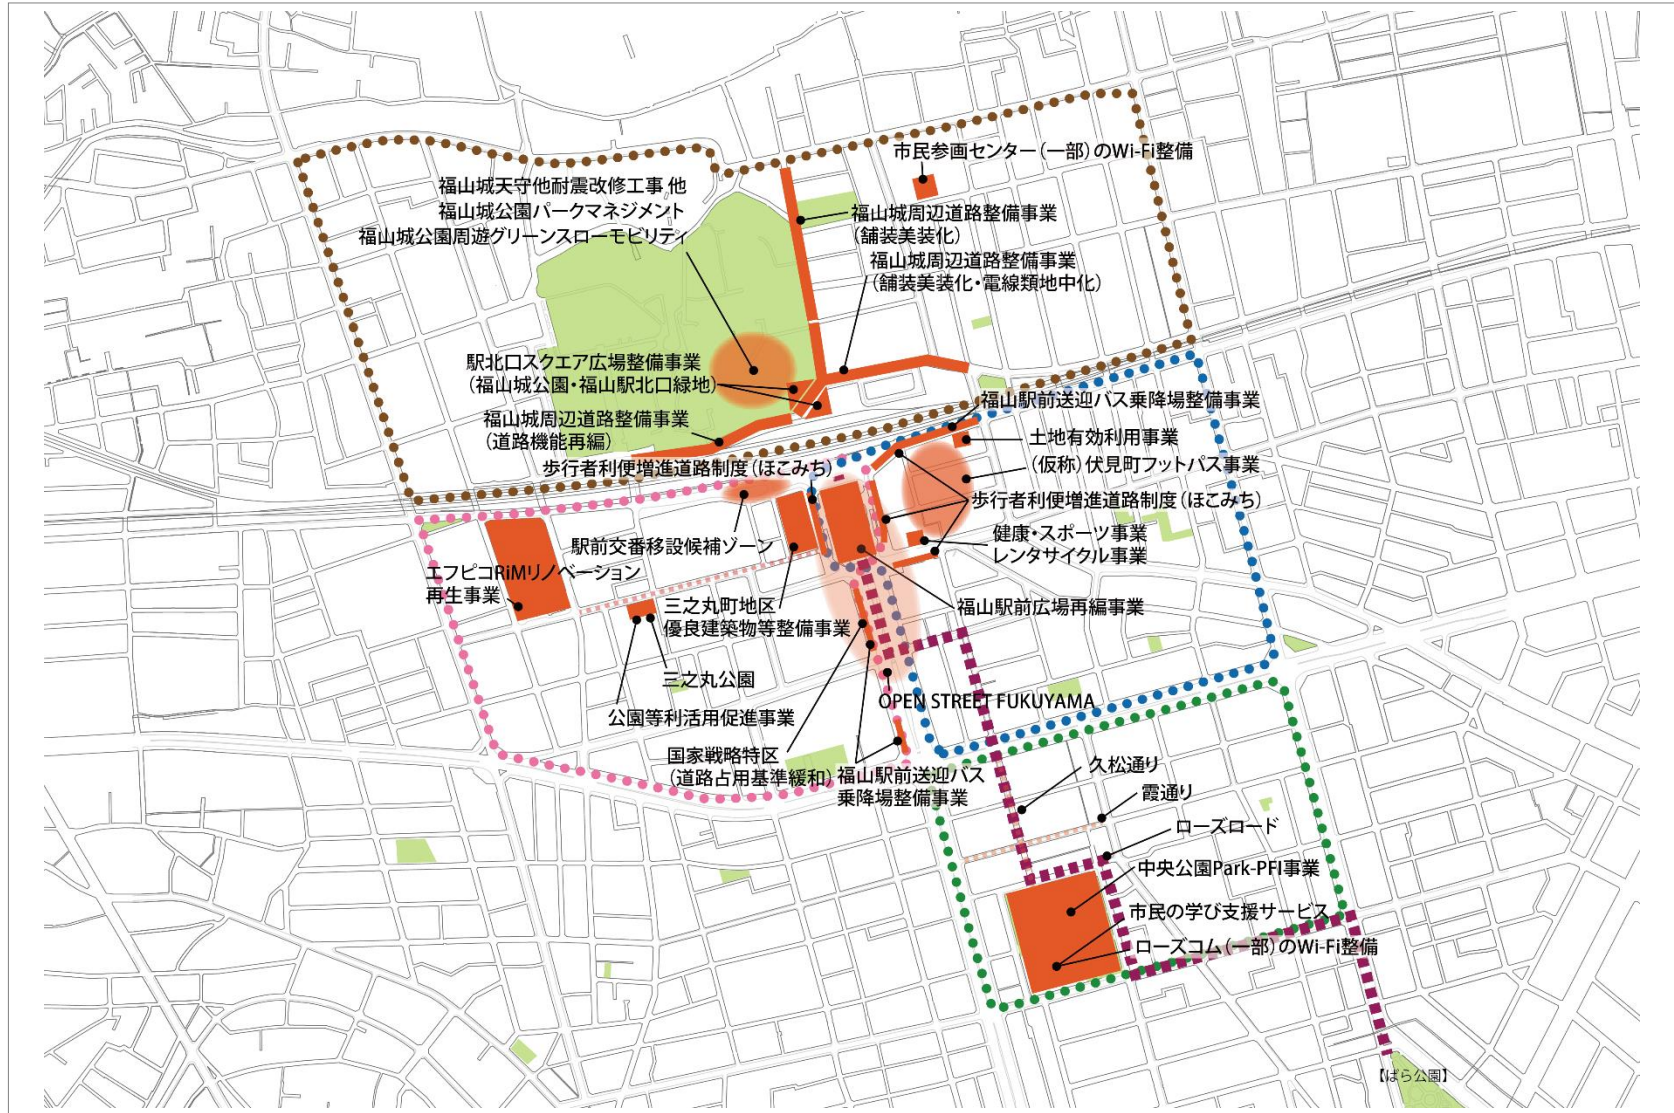 市民参画センター（一部）のWi-Fi整備
福山城天守他耐震改修工事 他
福山城公園パークマネジメント
福山城公園周遊グリーンスローモビリティ
福山城周辺道路整備事業
（舗装美装化）
福山城周辺道路整備事業
（舗装美装化・電線類地中化）
駅北口スクエア広場整備事業
（福山城公園・福山駅北口緑地）
福山城周辺道路整備事業
（道路機能再編）
福山駅前送迎バス乗降場整備事業
土地有効利用事業
（仮称）伏見町フットパス事業
歩行者利便増進道路制度（ほこみち）
歩行者利便増進道路制度（ほこみち）
健康・スポーツ事業
レンタサイクル事業
駅前交番移設候補ゾーン
エフピコRiMリノベーション
再生事業
三之丸町地区
優良建築物等整備事業
福山駅前広場再編事業
三之丸公園
公園等利活用促進事業
OPEN STREET FUKUYAMA
国家戦略特区
（道路占用基準緩和）
福山駅前送迎バス
乗降場整備事業
久松通り
霞通り
ローズロード
中央公園Park-PFI事業
市民の学び支援サービス
ローズコム（一部）のWi-Fi整備
【ばら公園】